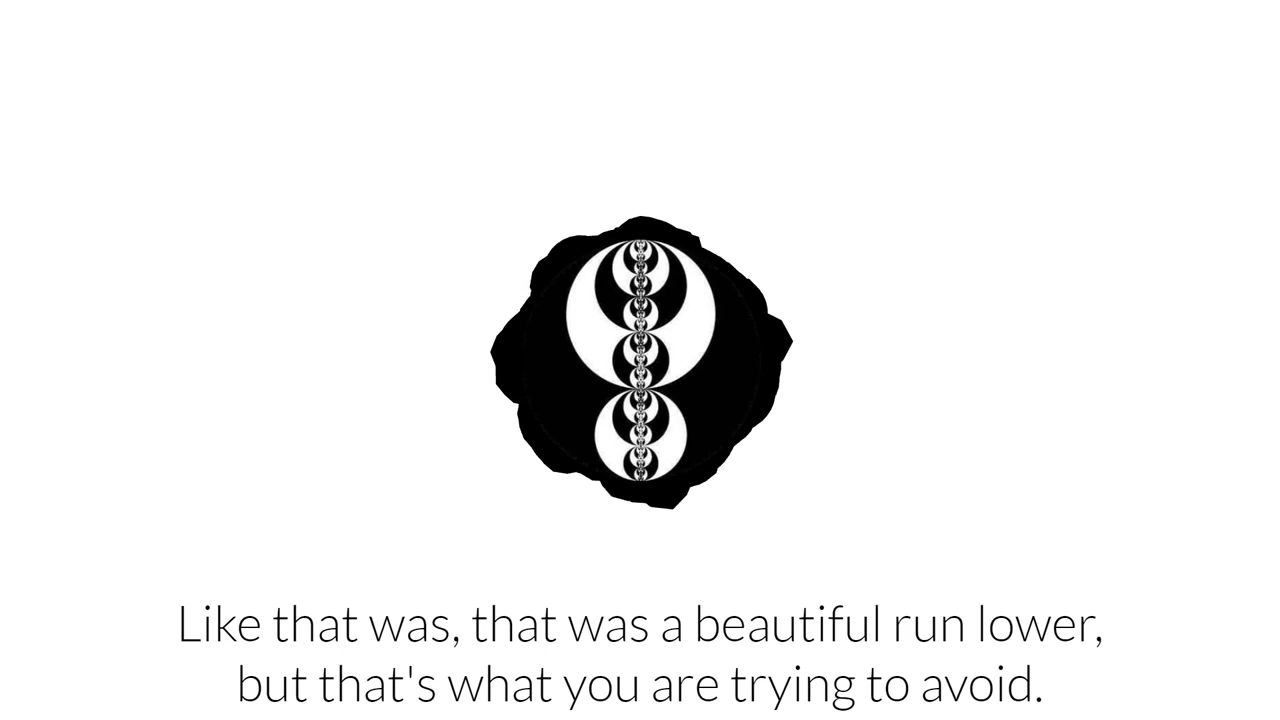 Like that was, that was a beautiful run lower,
but that's what you are trying to avoid.